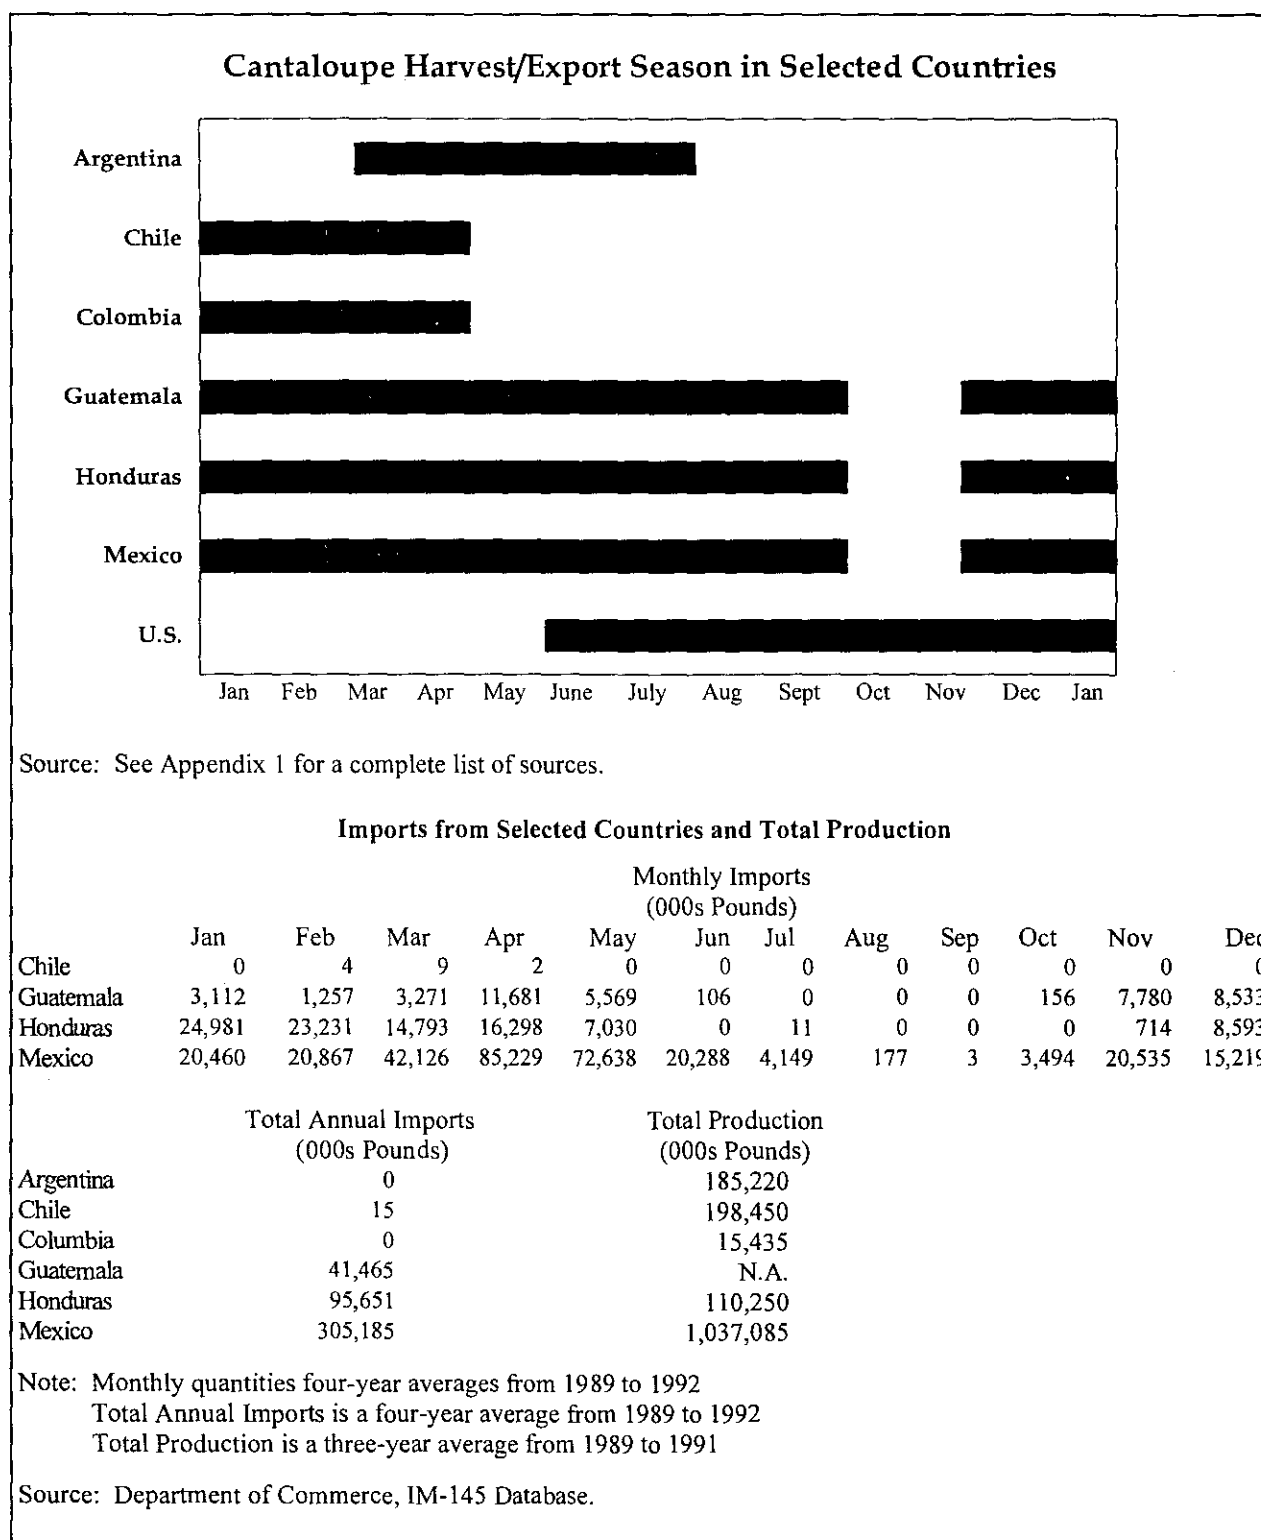 Cantaloupe Harvest/Export Season in Selected Countries
Argentina
Chile
Colombia
Guatemala
Honduras
Mexico
U.S.
Jan Feb Mar Apr May June July Aug Sept Oct Nov Dec Jan
Source: See Appendix 1 for a complete list of sources.
Imports from Selected Countries and Total Production
Monthly Imports
(000s Pounds)
Jan Feb Mar Apr May Jun Jul Aug Sep Oct Nov Dec
Chile 0 4 9 2 0 0 0 0 0 0 0 0
Guatemala 3,112 1,257 3,271 11,681 5,569 106 0 0 0 156 7,780 8,533
Honduras 24,981 23,231 14,793 16,298 7,030 0 11 0 0 0 714 8,593
Mexico 20,460 20,867 42,126 85,229 72,638 20,288 4,149 177 3 3,494 20,535 15,219
Total Annual Imports Total Production
(000s Pounds) (000s Pounds)
Argentina 0 185,220
Chile 15 198,450
Columbia 0 15,435
Guatemala 41,465 N.A.
Honduras 95,651 110,250
Mexico 305,185 1,037,085
Note: Monthly quantities four-year averages from 1989 to 1992
Total Annual Imports is a four-year average from 1989 to 1992
Total Production is a three-year average from 1989 to 1991
Source: Department of Commerce, IM-145 Database.